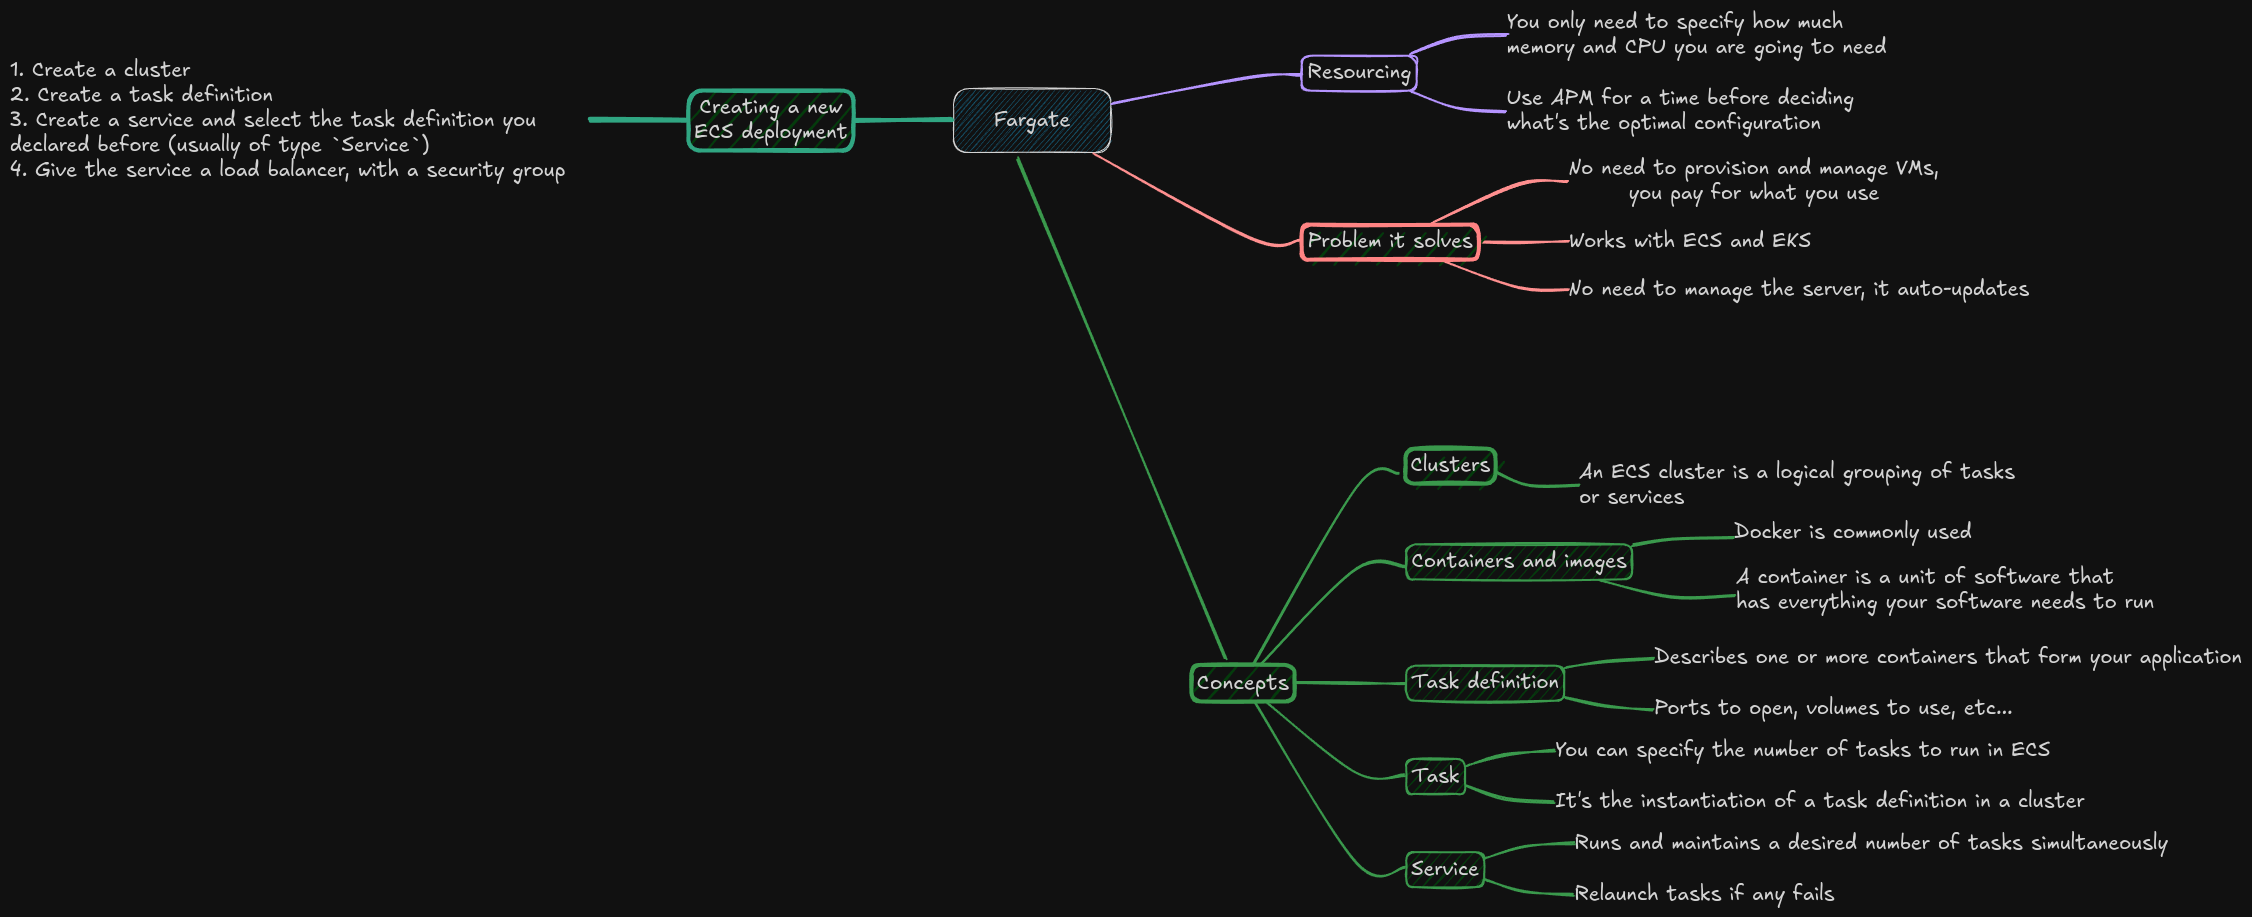 1. Create a cluster
2. Create a task definition
3. Create a service and select the task definition you
declared before (usually of type `Service`)
4. Give the service a load balancer, with a security group
Creating a new
ECS deployment
Fargate
Resourcing
You only need to specify how much
memory and CPU you are going to need
Use APM for a time before deciding
what's the optimal configuration
Problem it solves
No need to provision and manage VMs,
you pay for what you use
Works with ECS and EKS
No need to manage the server, it auto-updates
Concepts
Clusters
An ECS cluster is a logical grouping of tasks
or services
Containers and images
Docker is commonly used
A container is a unit of software that
has everything your software needs to run
Task definition
Describes one or more containers that form your application
Ports to open, volumes to use, etc...
Task
You can specify the number of tasks to run in ECS
It's the instantiation of a task definition in a cluster
Service
Runs and maintains a desired number of tasks simultaneously
Relaunch tasks if any fails